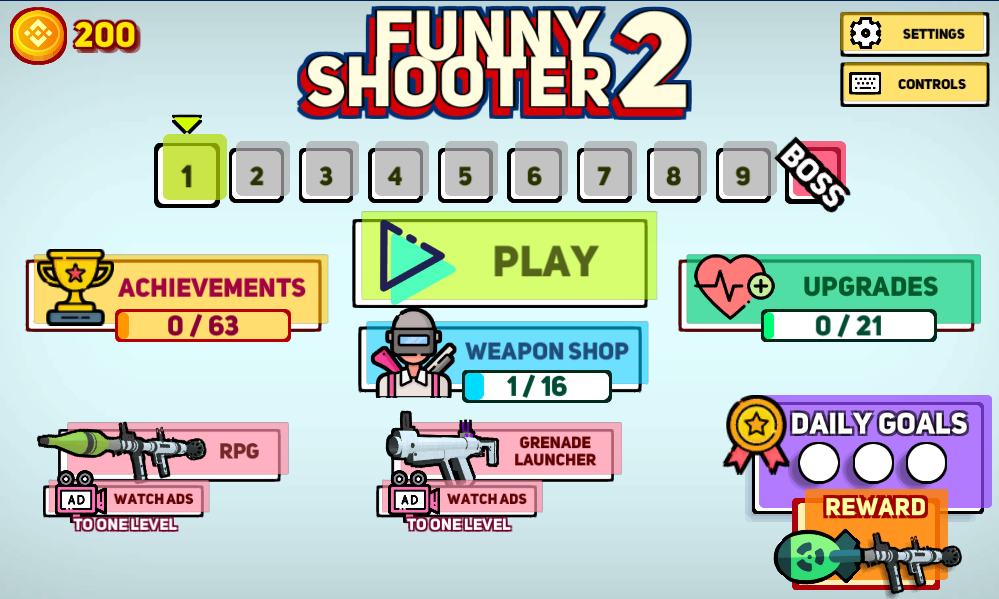 200
FUNNY
SHOOTER 2
SETTINGS
CONTROLS
1 2 3 4 5 6 7 8 9 BOSS
PLAY
ACHIEVEMENTS
0 / 63
UPGRADES
0 / 21
WEAPON SHOP
1 / 16
RPG
AD WATCH ADS
TO ONE LEVEL
GRENADE
LAUNCHER
AD WATCH ADS
TO ONE LEVEL
DAILY GOALS
REWARD